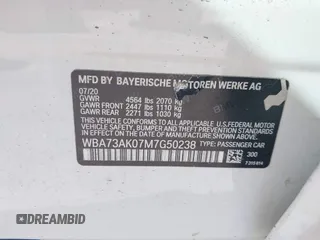 MFD BY BAYERISCHE MOTOREN WERKE AG
07/20
GVWR 4564 lbs 2070 kg
GAWR FRONT 2447 lbs 1110 kg
GAWR REAR 2271 lbs 1030 kg
THIS VEHICLE CONFORMS TO ALL APPLICABLE
U.S. FEDERAL MOTOR
VEHICLE SAFETY, BUMPER, AND THEFT PREVENTION
STANDARDS IN EFFECT ON THE DATE OF
MANUFACTURE SHOWN ABOVE.
WBA73AK07M7G50238 TYPE: PASSENGER CAR
300
AUTOHELPERBOT.COM